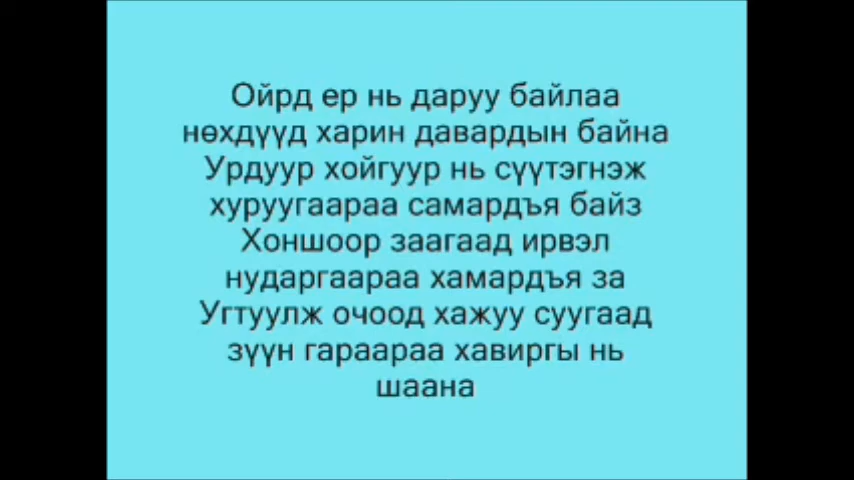 Ойрд ер нь даруу байлаа
нөхдүүд харин давардын байна
Урдуур хойгуур нь сүүтэгнэж
хуруугаараа самардъя байз
Хоншоор заагаад ирвэл
нударгаараа хамардъя за
Угтуулж очоод хажуу суугаад
зүүн гараараа хавиргы нь
шаана